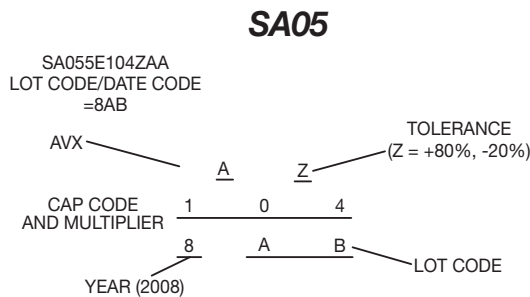 SA05
SA055E104ZAA
LOT CODE/DATE CODE
=8AB
AVX
TOLERANCE
(Z = +80%, -20%)
A Z
CAP CODE
AND MULTIPLIER
1 0 4
8 A B
LOT CODE
YEAR (2008)